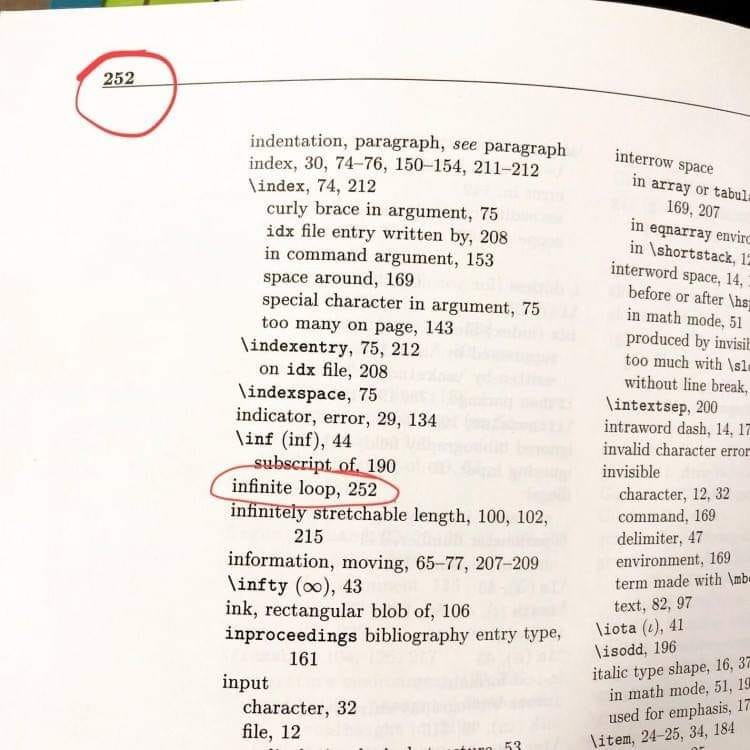 252
indentation, paragraph, see paragraph
index, 30, 74–76, 150–154, 211–212
\index, 74, 212
curly brace in argument, 75
idx file entry written by, 208
in command argument, 153
space around, 169
special character in argument, 75
too many on page, 143
\indexentry, 75, 212
on idx file, 208
\indexspace, 75
indicator, error, 29, 134
\inf (inf), 44
subscript of, 190
infinite loop, 252
infinitely stretchable length, 100, 102,
215
information, moving, 65–77, 207–209
\infty (∞), 43
ink, rectangular blob of, 106
inproceedings bibliography entry type,
161
input
character, 32
file, 12
53
interrow space
in array or
169, 207
in eqnarray
in \shortstack,
interword space, 14,
before or after
in math mode, 51
produced by
too much with
without line break,
\intextsep, 200
intraword dash, 14, 17
invalid character error
invisible
character, 12, 32
command, 169
delimiter, 47
environment, 169
term made with
text, 82, 97
\iota (ι), 41
\isodd, 196
italic type shape, 16, 37
in math mode, 51,
used for emphasis, 17
\item, 24–25, 34, 184